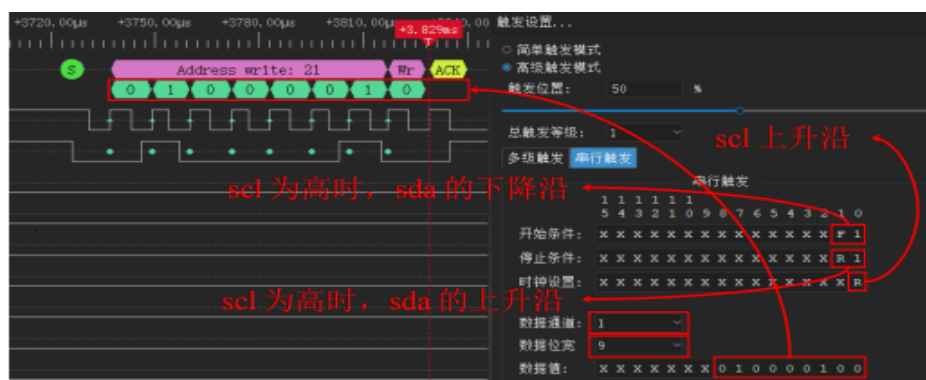 +3720.00μs +3750.00μs +3780.00μs +3810.00μs
+3.829ms
S Address write: 21 Wr ACK
0 1 0 0 0 0 1 0
scl 为高时，sda 的下降沿
scl 为高时，sda 的上升沿
触发设置...
简单触发模式
高级触发模式
触发位置： 50 %
总触发等级： 1
scl 上升沿
多级触发 串行触发
串行触发
1 1 1 1 1 1
5 4 3 2 1 0 9 8 7 6 5 4 3 2 1 0
开始条件： X X X X X X X X X X X X X X F 1
停止条件： X X X X X X X X X X X X X X R 1
时钟设置： X X X X X X X X X X X X X X X R
数据通道： 1
数据位宽 9
数据值： X X X X X X X 0 1 0 0 0 0 1 0 0